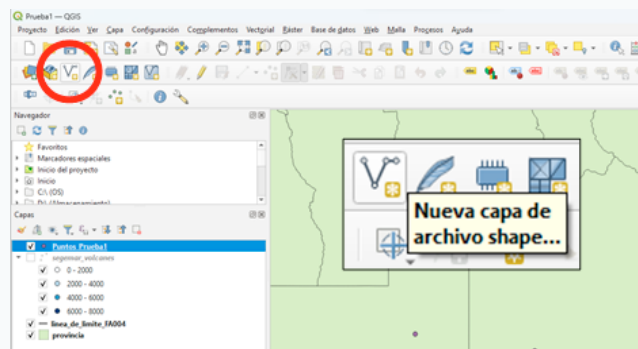 Prueba1 — QGIS
Proyecto Edición Ver Capa Configuración Complementos Vectorial Ráster Base de datos Web Malla Procesos Ayuda
Navegador
Favoritos
Marcadores espaciales
Inicio del proyecto
Inicio
C:\ (OS)
D:\ (Almacenamiento)
Capas
Puntos Prueba1
segemar_volcanes
0 - 2000
2000 - 4000
4000 - 6000
6000 - 8000
linea_de_limite_FA004
provincia
Nueva capa de
archivo shape...